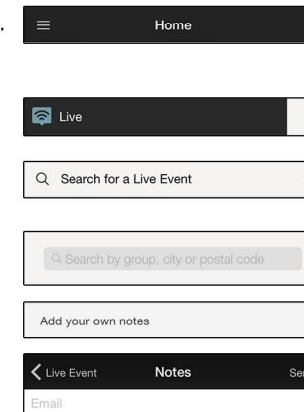 Home
Live
Search for a Live Event
Search by group, city or postal code
Add your own notes
Live Event Notes
Email